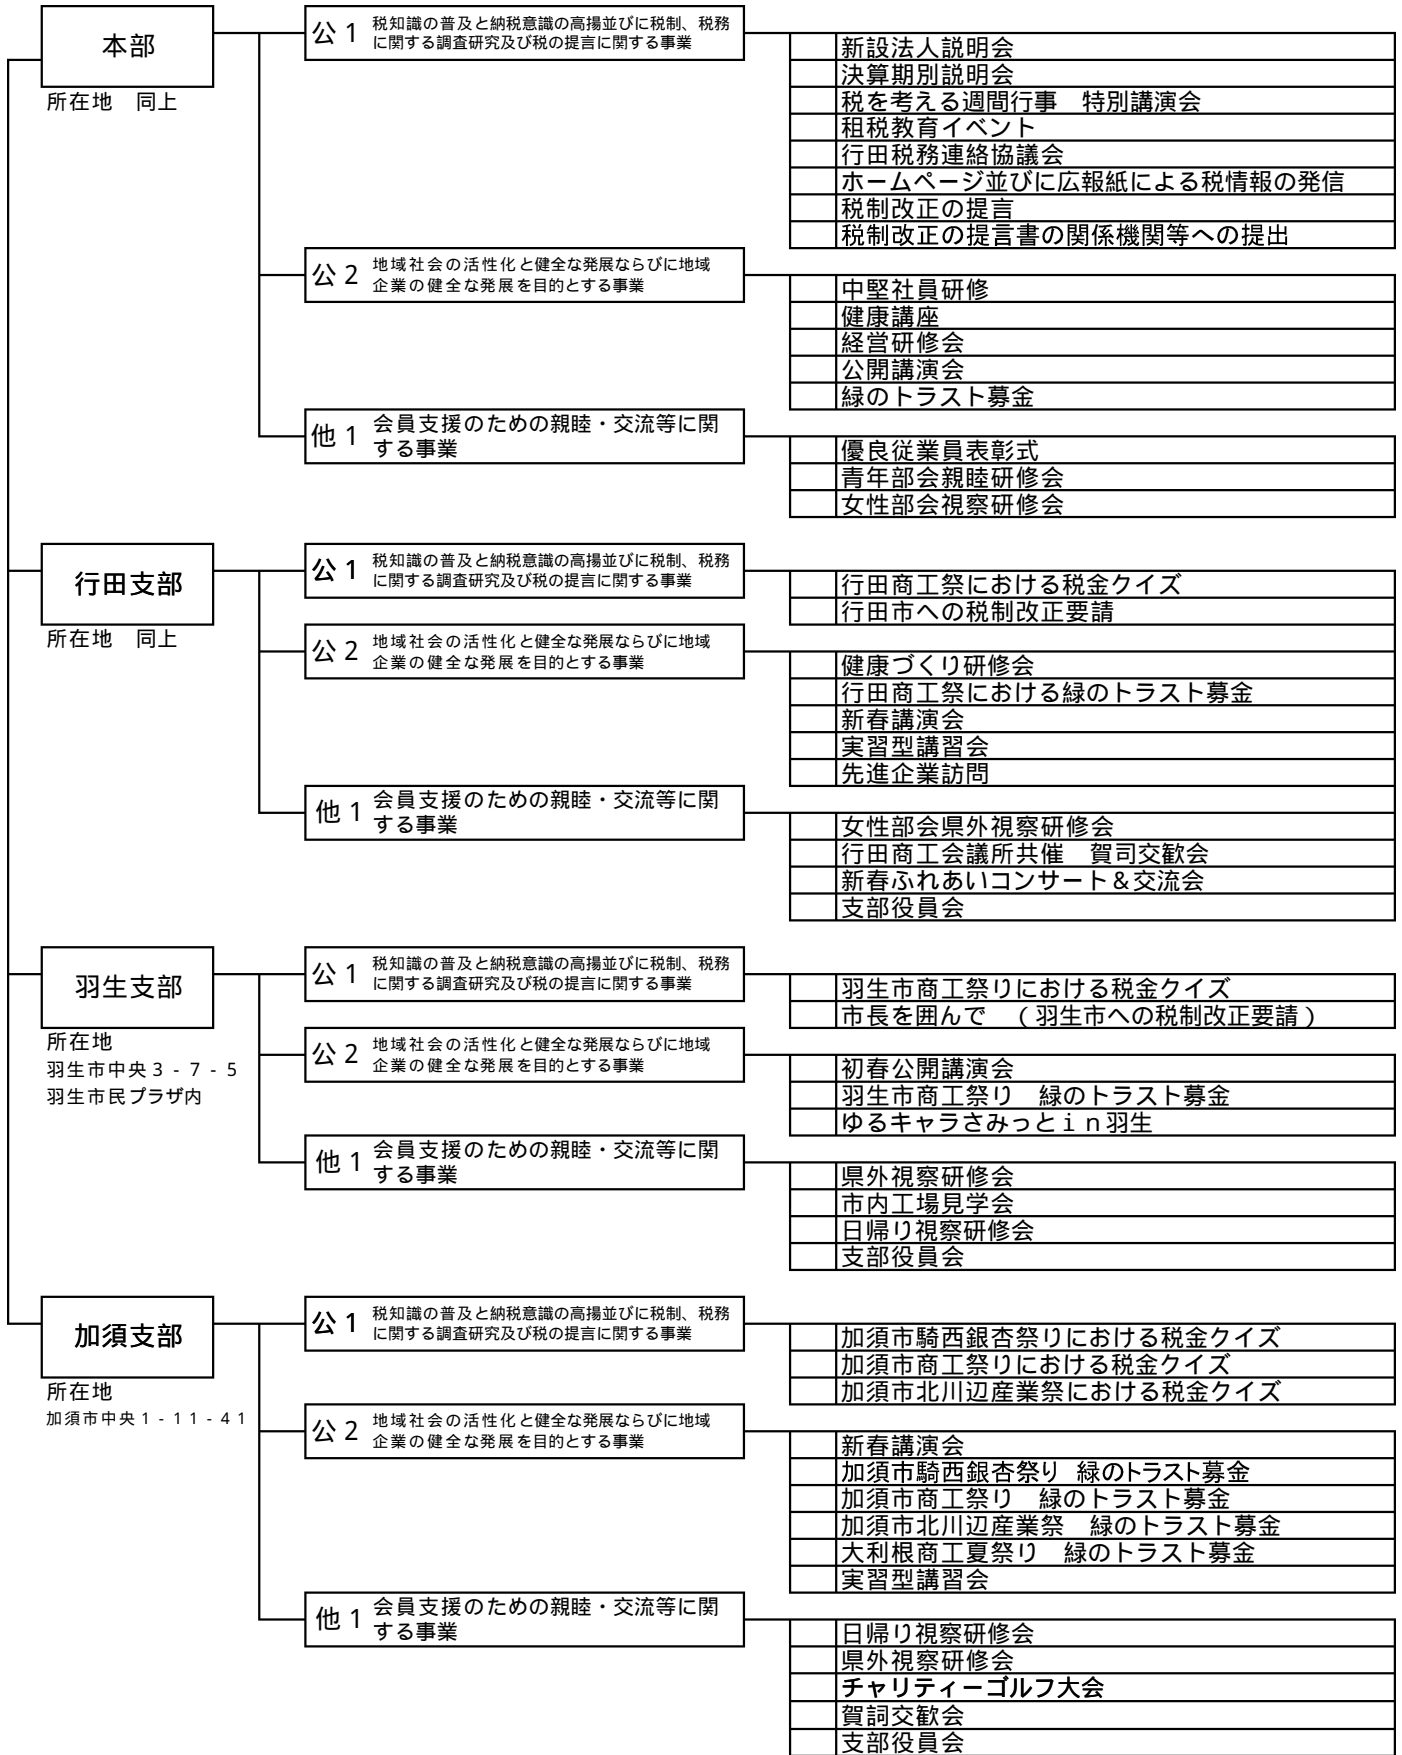 本部
所在地　同上
公１
税知識の普及と納税意識の高揚並びに税制、税務
に関する調査研究及び税の提言に関する事業
新設法人説明会
決算期別説明会
税を考える週間行事　特別講演会
租税教育イベント
行田税務連絡協議会
ホームページ並びに広報紙による税情報の発信
税制改正の提言
税制改正の提言書の関係機関等への提出
公２
地域社会の活性化と健全な発展ならびに地域
企業の健全な発展を目的とする事業
中堅社員研修
健康講座
経営研修会
公開講演会
緑のトラスト募金
他１
会員支援のための親睦・交流等に関
する事業
優良従業員表彰式
青年部会親睦研修会
女性部会視察研修会
行田支部
所在地　同上
公１
税知識の普及と納税意識の高揚並びに税制、税務
に関する調査研究及び税の提言に関する事業
行田商工祭における税金クイズ
行田市への税制改正要請
公２
地域社会の活性化と健全な発展ならびに地域
企業の健全な発展を目的とする事業
健康づくり研修会
行田商工祭における緑のトラスト募金
新春講演会
実習型講習会
先進企業訪問
他１
会員支援のための親睦・交流等に関
する事業
女性部会県外視察研修会
行田商工会議所共催　賀司交歓会
新春ふれあいコンサート＆交流会
支部役員会
羽生支部
所在地
羽生市中央３-７-５
羽生市民プラザ内
公１
税知識の普及と納税意識の高揚並びに税制、税務
に関する調査研究及び税の提言に関する事業
羽生市商工祭りにおける税金クイズ
市長を囲んで　（羽生市への税制改正要請）
公２
地域社会の活性化と健全な発展ならびに地域
企業の健全な発展を目的とする事業
初春公開講演会
羽生市商工祭り　緑のトラスト募金
ゆるキャラさみっとｉｎ羽生
他１
会員支援のための親睦・交流等に関
する事業
県外視察研修会
市内工場見学会
日帰り視察研修会
支部役員会
加須支部
所在地
加須市中央１-１１-４１
公１
税知識の普及と納税意識の高揚並びに税制、税務
に関する調査研究及び税の提言に関する事業
加須市騎西銀杏祭りにおける税金クイズ
加須市商工祭りにおける税金クイズ
加須市北川辺産業祭における税金クイズ
公２
地域社会の活性化と健全な発展ならびに地域
企業の健全な発展を目的とする事業
新春講演会
加須市騎西銀杏祭り　緑のトラスト募金
加須市商工祭り　緑のトラスト募金
加須市北川辺産業祭　緑のトラスト募金
大利根商工夏祭り　緑のトラスト募金
実習型講習会
他１
会員支援のための親睦・交流等に関
する事業
日帰り視察研修会
県外視察研修会
チャリティーゴルフ大会
賀詞交歓会
支部役員会